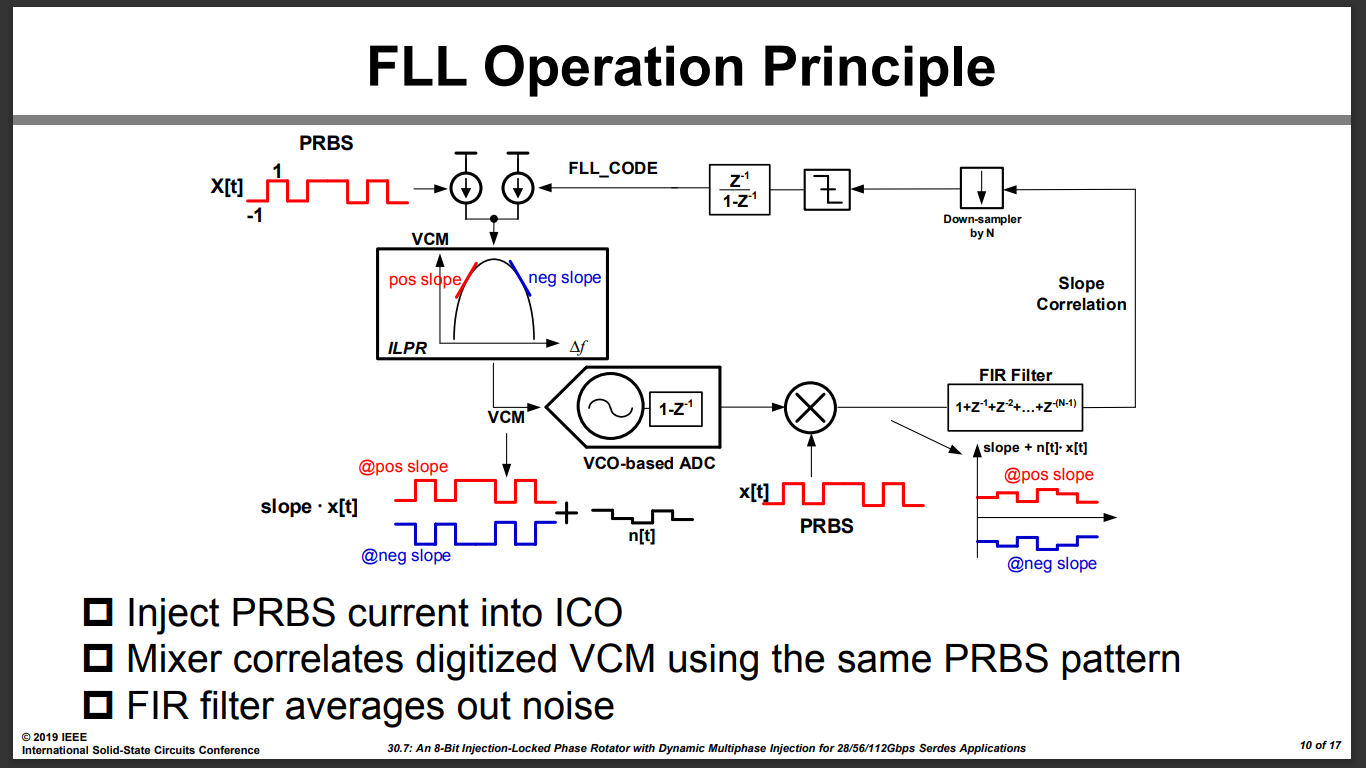 FLL Operation Principle
PRBS
X[t]
1
-1
FLL_CODE
Z-1
1-Z-1
Down-sampler
by N
VCM
pos slope
neg slope
ILPR
Δf
Slope
Correlation
VCM
1-Z-1
VCO-based ADC
FIR Filter
1+Z-1+Z-2+…+Z-(N-1)
@pos slope
slope · x[t]
@neg slope
+
n[t]
x[t]
PRBS
slope + n[t]· x[t]
@pos slope
@neg slope
Inject PRBS current into ICO
Mixer correlates digitized VCM using the same PRBS pattern
FIR filter averages out noise
© 2019 IEEE
International Solid-State Circuits Conference
30.7: An 8-Bit Injection-Locked Phase Rotator with Dynamic Multiphase Injection for 28/56/112Gbps Serdes Applications
10 of 17